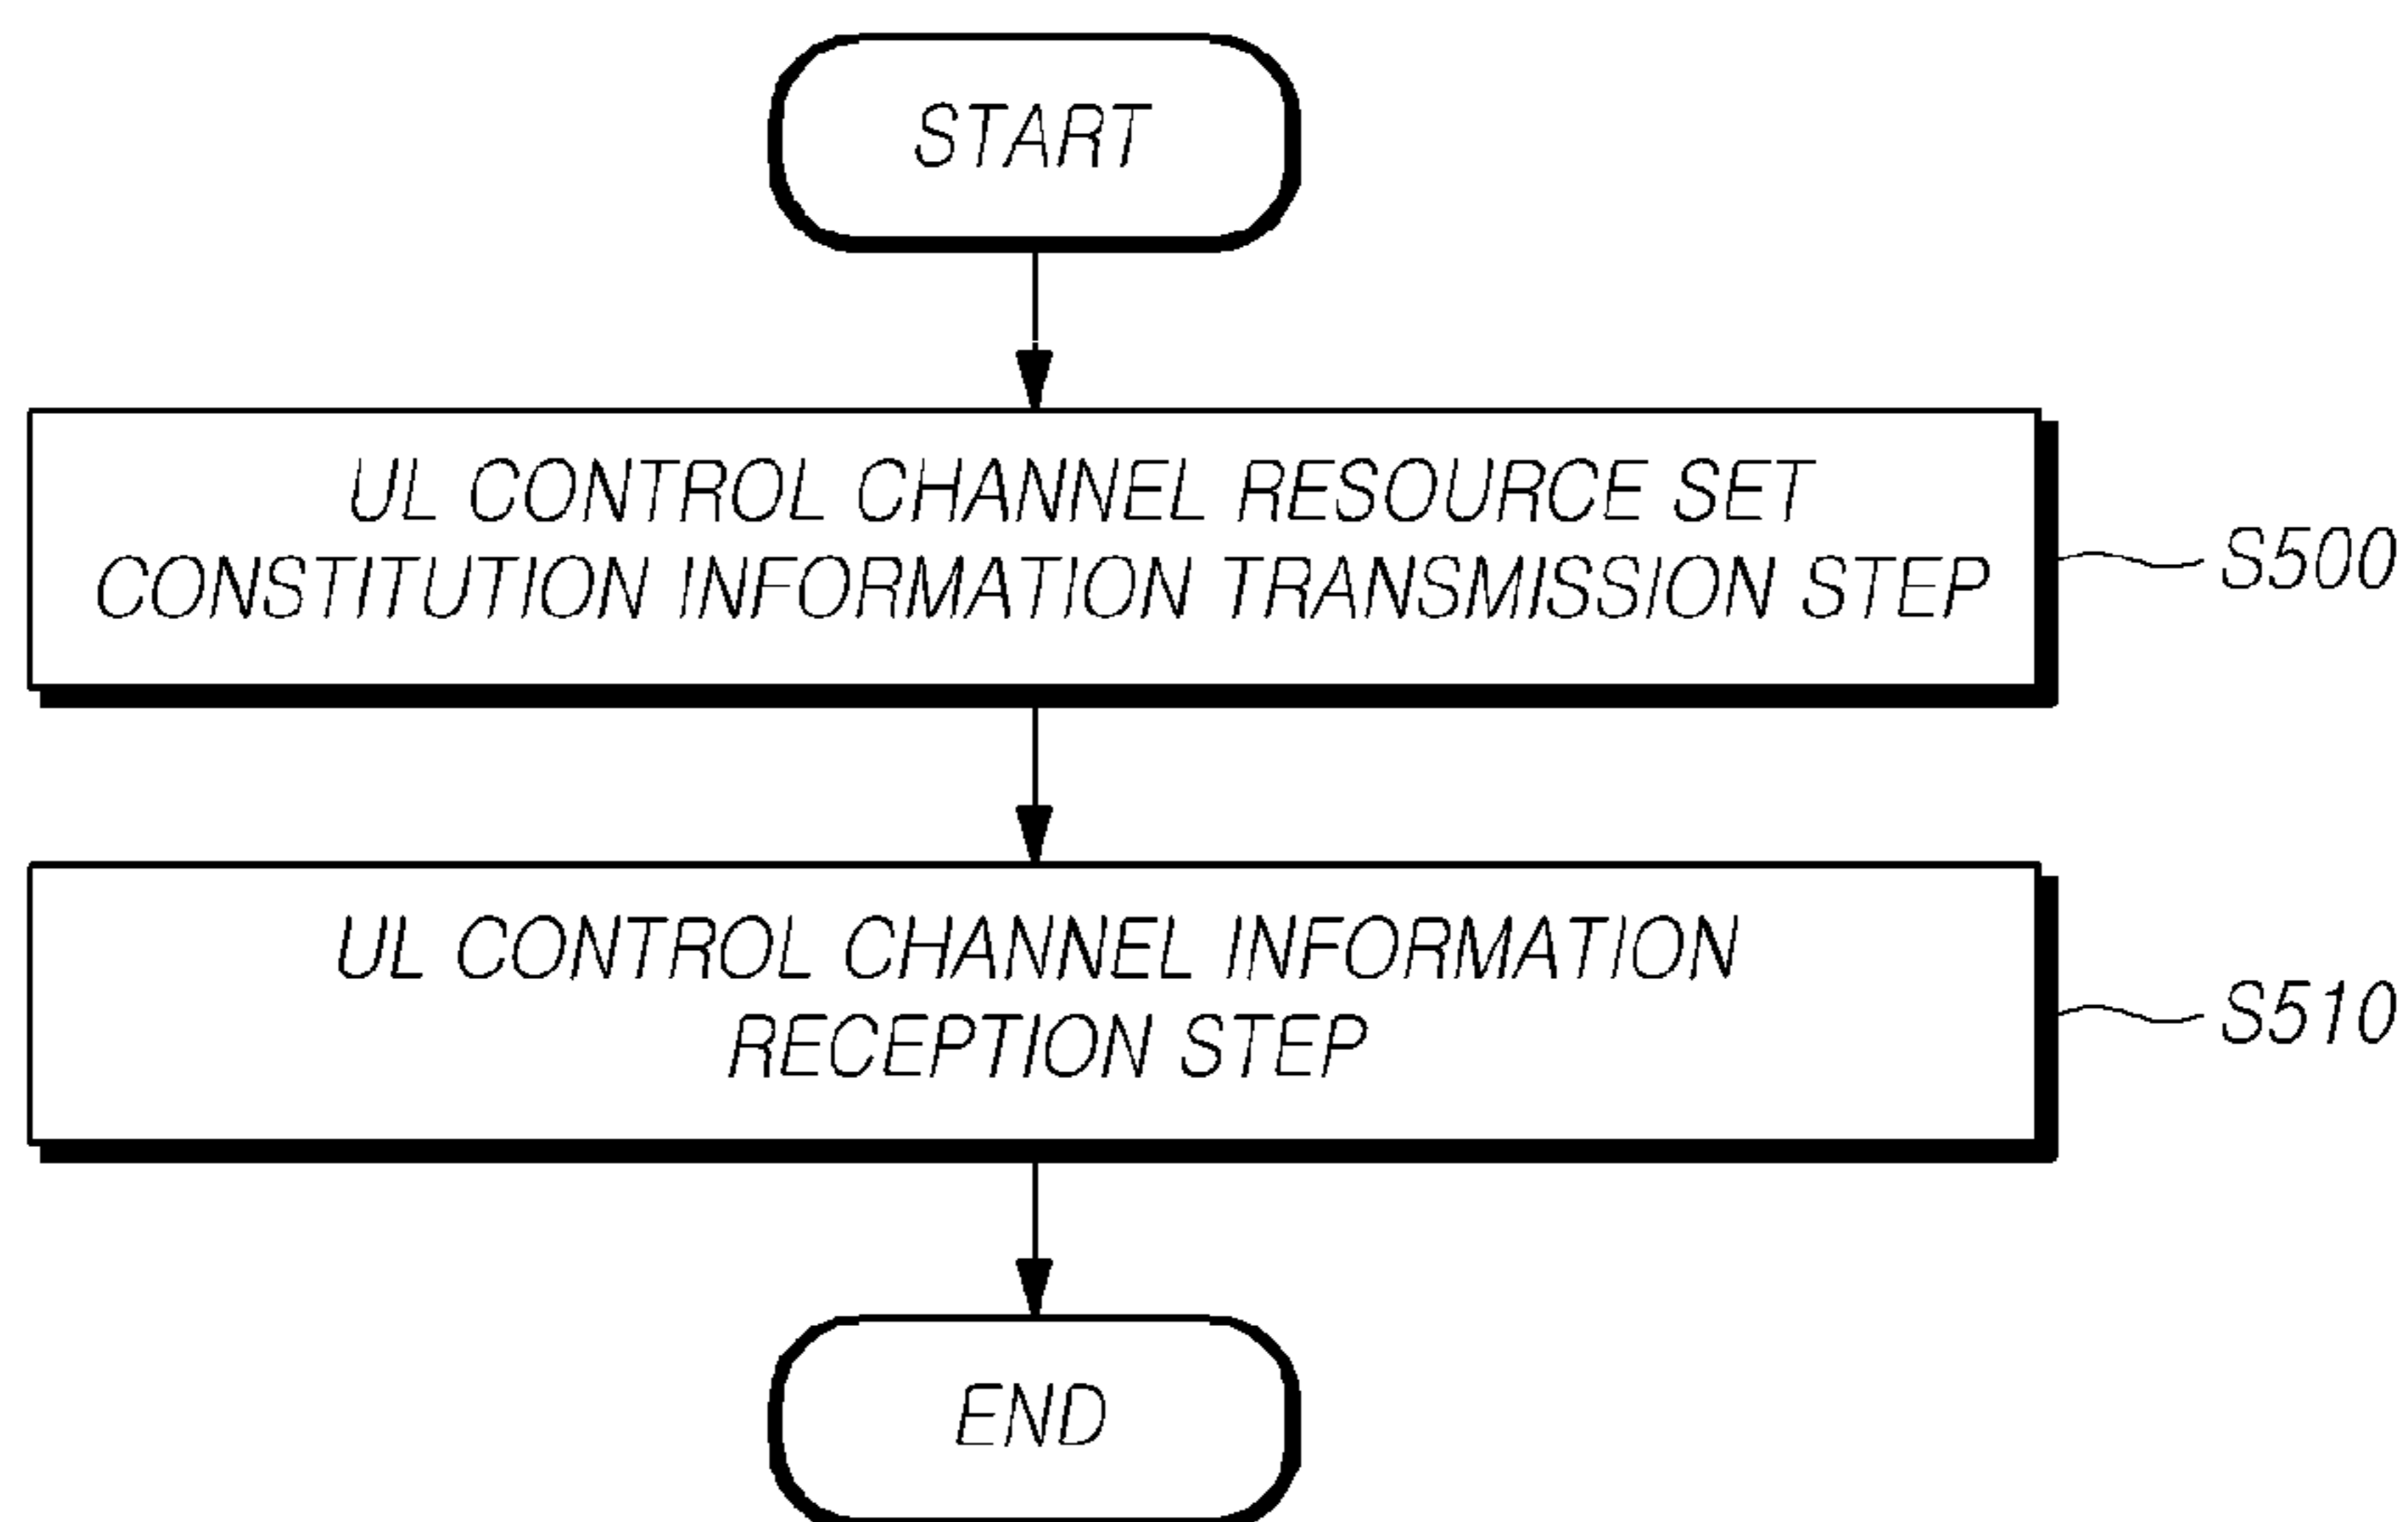 START
UL CONTROL CHANNEL RESOURCE SET
CONSTITUTION INFORMATION TRANSMISSION STEP
S500
UL CONTROL CHANNEL INFORMATION
RECEPTION STEP
S510
END